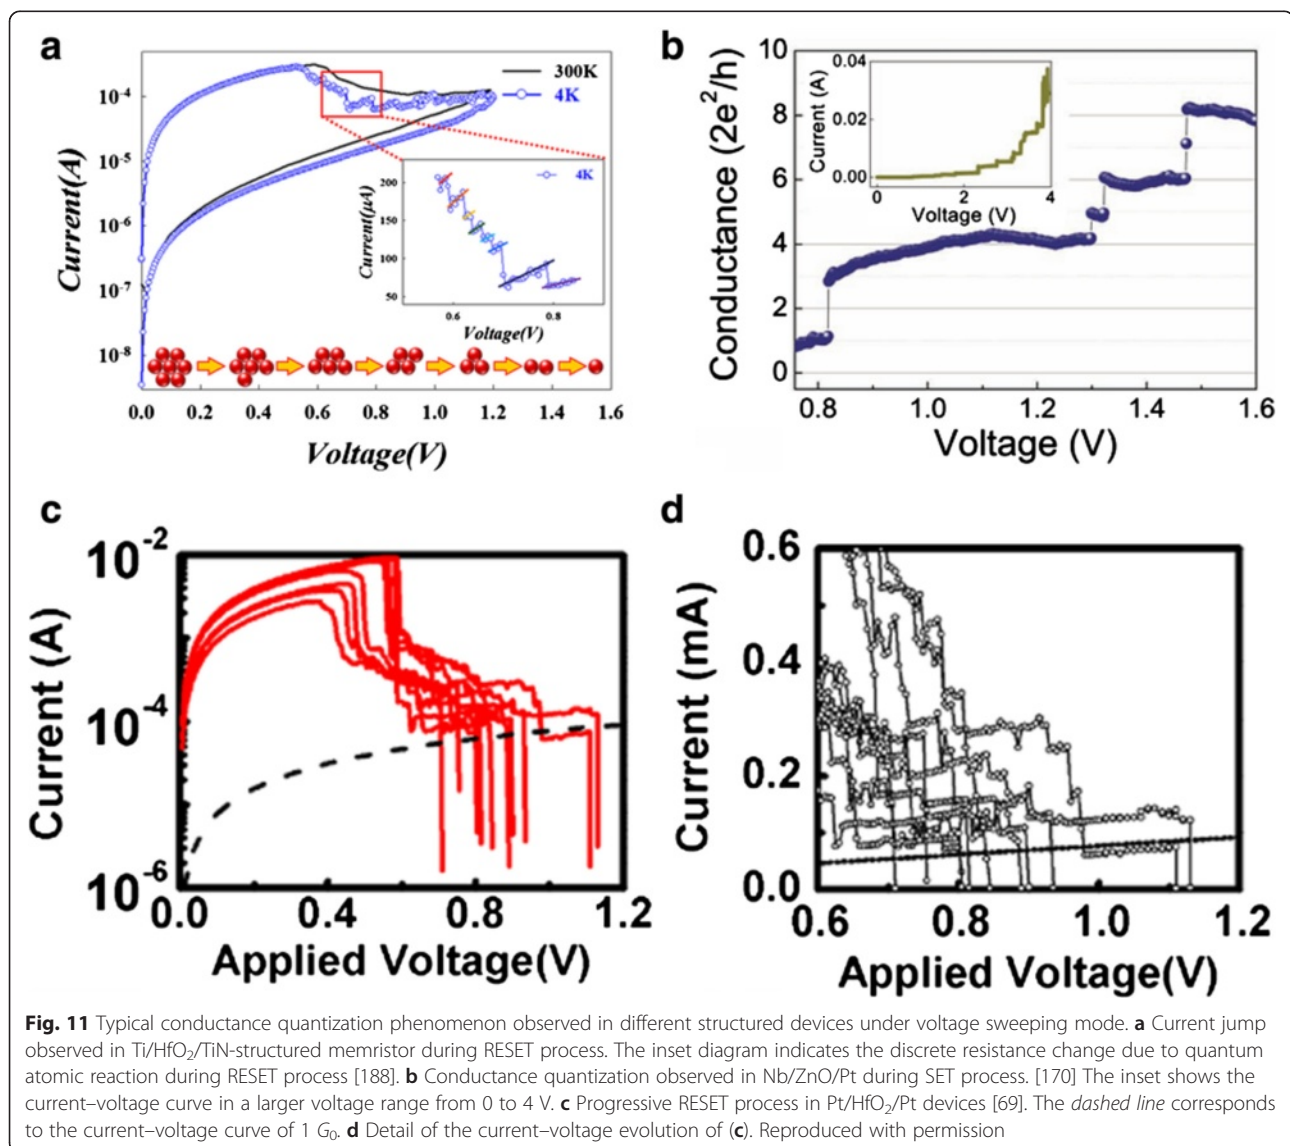 a
10⁻⁴
10⁻⁵
10⁻⁶
10⁻⁷
10⁻⁸
Current(A)
300K
4K
4K
200
150
100
50
Current(µA)
0.6
0.8
Voltage(V)
0.0
0.2
0.4
0.6
0.8
1.0
1.2
1.4
1.6
Voltage(V)
b
10
8
6
4
2
0
Conductance (2e²/h)
0.04
0.02
0.00
Current (A)
0
2
4
Voltage (V)
0.8
1.0
1.2
1.4
1.6
Voltage (V)
c
10⁻²
10⁻⁴
10⁻⁶
Current (A)
0.0
0.4
0.8
1.2
Applied Voltage(V)
d
0.6
0.4
0.2
0.0
Current (mA)
0.6
0.8
1.0
1.2
Applied Voltage(V)
Fig. 11 Typical conductance quantization phenomenon observed in different structured devices under voltage sweeping mode. a Current jump
observed in Ti/HfO₂/TiN-structured memristor during RESET process. The inset diagram indicates the discrete resistance change due to quantum
atomic reaction during RESET process [188]. b Conductance quantization observed in Nb/ZnO/Pt during SET process. [170] The inset shows the
current–voltage curve in a larger voltage range from 0 to 4 V. c Progressive RESET process in Pt/HfO₂/Pt devices [69]. The dashed line corresponds
to the current–voltage curve of 1 G₀. d Detail of the current–voltage evolution of (c). Reproduced with permission